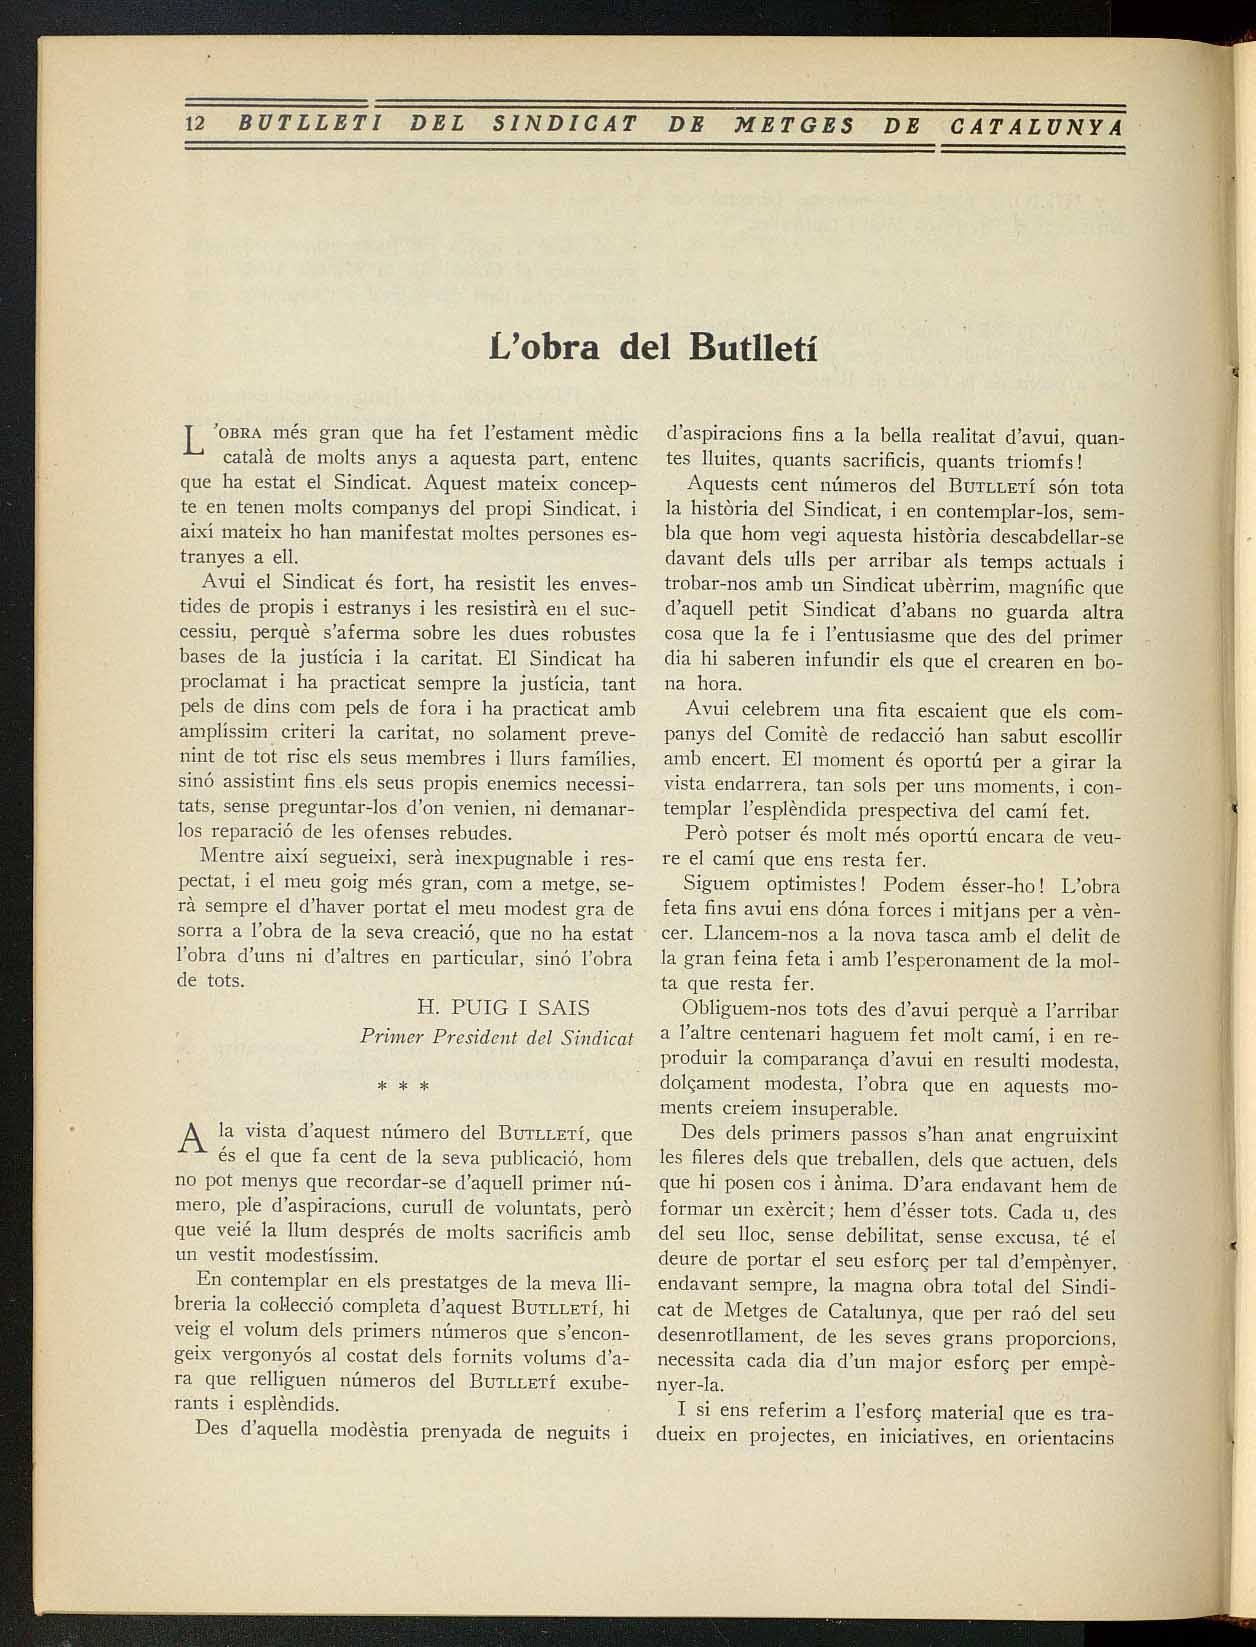 12 BUTLLETI DEL SINDICAT DE METGES DE CATALUNYA
L'obra del Butlletí
L'OBRA més gran que ha fet l'estament mèdic
català de molts anys a aquesta part, entenc
que ha estat el Sindicat. Aquest mateix concep-
te en tenen molts companys del propi Sindicat, i
així mateix ho han manifestat moltes persones es-
tranyes a ell.
Avui el Sindicat és fort, ha resistit les enves-
tides de propis i estranys i les resistirà en el suc-
cessiu, perquè s'aferma sobre les dues robustes
bases de la justícia i la caritat. El Sindicat ha
proclamat i ha practicat sempre la justícia, tant
pels de dins com pels de fora i ha practicat amb
amplíssim criteri la caritat, no solament preve-
nint de tot risc els seus membres i llurs famílies,
sinó assistint fins els seus propis enemics necessi-
tats, sense preguntar-los d'on venien, ni demanar-
los reparació de les ofenses rebudes.
Mentre així segueixi, serà inexpugnable i res-
pectat, i el meu goig més gran, com a metge, se-
rà sempre el d'haver portat el meu modest gra de
sorra a l'obra de la seva creació, que no ha estat
l'obra d'uns ni d'altres en particular, sinó l'obra
de tots.
H. PUIG I SAIS
Primer President del Sindicat
* * *
A la vista d'aquest número del BUTLLETÍ, que
és el que fa cent de la seva publicació, hom
no pot menys que recordar-se d'aquell primer nú-
mero, ple d'aspiracions, curull de voluntats, però
que veié la llum després de molts sacrificis amb
un vestit modestíssim.
En contemplar en els prestatges de la meva lli-
breria la col·lecció completa d'aquest BUTLLETÍ, hi
veig el volum dels primers números que s'encon-
geix vergonyós al costat dels fornits volums d'a-
ra que relliguen números del BUTLLETÍ exube-
rants i esplèndids.
Des d'aquella modèstia prenyada de neguits i
d'aspiracions fins a la bella realitat d'avui, quan-
tes lluites, quants sacrificis, quants triomfs!
Aquests cent números del BUTLLETÍ són tota
la història del Sindicat, i en contemplar-los, sem-
bla que hom vegi aquesta història descabdellar-se
davant dels ulls per arribar als temps actuals i
trobar-nos amb un Sindicat ubèrrim, magnífic que
d'aquell petit Sindicat d'abans no guarda altra
cosa que la fe i l'entusiasme que des del primer
dia hi saberen infundir els que el crearen en bo-
na hora.
Avui celebrem una fita escaient que els com-
panys del Comitè de redacció han sabut escollir
amb encert. El moment és oportú per a girar la
vista endarrera, tan sols per uns moments, i con-
templar l'esplèndida prespectiva del camí fet.
Però potser és molt més oportú encara de veu-
re el camí que ens resta fer.
Siguem optimistes! Podem ésser-ho! L'obra
feta fins avui ens dóna forces i mitjans per a vèn-
cer. Llancem-nos a la nova tasca amb el delit de
la gran feina feta i amb l'esperonament de la mol-
ta que resta fer.
Obliguem-nos tots des d'avui perquè a l'arribar
a l'altre centenari haguem fet molt camí, i en re-
produir la comparança d'avui en resulti modesta,
dolçament modesta, l'obra que en aquests mo-
ments creiem insuperable.
Des dels primers passos s'han anat engruixint
les fileres dels que treballen, dels que actuen, dels
que hi posen cos i ànima. D'ara endavant hem de
formar un exèrcit; hem d'ésser tots. Cada u, des
del seu lloc, sense debilitat, sense excusa, té el
deure de portar el seu esforç per tal d'empènyer,
endavant sempre, la magna obra total del Sindi-
cat de Metges de Catalunya, que per raó del seu
desenrotllament, de les seves grans proporcions,
necessita cada dia d'un major esforç per empè-
nyer-la.
I si ens referim a l'esforç material que es tra-
dueix en projectes, en iniciatives, en orientacins